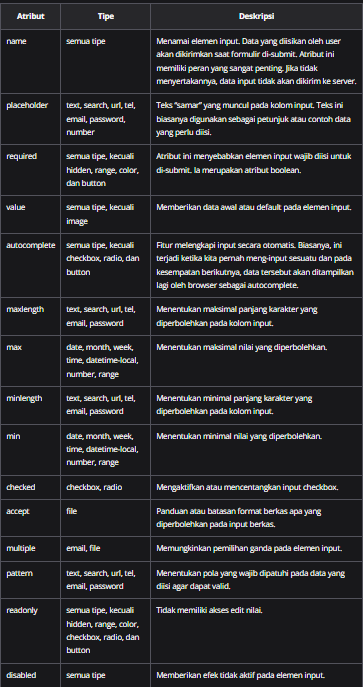 Atribut Tipe Deskripsi
name semua tipe Menamai elemen input. Data yang diisikan oleh user
akan dikirimkan saat formulir di-submit. Atribut ini
memiliki peran yang sangat penting. Jika tidak
menyertakannya, data input tidak akan dikirim ke server.
placeholder text, search, url, tel, Teks “samar” yang muncul pada kolom input. Teks ini
email, password, biasanya digunakan sebagai petunjuk atau contoh data
number yang perlu diisi.
required semua tipe, kecuali Atribut ini menyebabkan elemen input wajib diisi untuk
hidden, range, color, di-submit. Ia merupakan atribut boolean.
dan button
value semua tipe, kecuali Memberikan data awal atau default pada elemen input.
image
autocomplete semua tipe, kecuali Fitur melengkapi input secara otomatis. Biasanya, ini
checkbox, radio, dan terjadi ketika kita pernah meng-input sesuatu dan pada
button kesempatan berikutnya, data tersebut akan ditampilkan
lagi oleh browser sebagai autocomplete.
maxlength text, search, url, tel, Menentukan maksimal panjang karakter yang
email, password diperbolehkan pada kolom input.
max date, month, week, Menentukan maksimal nilai yang diperbolehkan.
time, datetime-local,
number, range
minlength text, search, url, tel, Menentukan minimal panjang karakter yang
email, password diperbolehkan pada kolom input.
min date, month, week, Menentukan minimal nilai yang diperbolehkan.
time, datetime-local,
number, range
checked checkbox, radio Mengaktifkan atau mencentangkan input checkbox.
accept file Panduan atau batasan format berkas apa yang
diperbolehkan pada input berkas.
multiple email, file Memungkinkan pemilihan ganda pada elemen input.
pattern text, search, url, tel, Menentukan pola yang wajib dipatuhi pada data yang
email, password diisi agar dapat valid.
readonly semua tipe, kecuali Tidak memiliki akses edit nilai.
hidden, range, color,
checkbox, radio, dan
button
disabled semua tipe Memberikan efek tidak aktif pada elemen input.